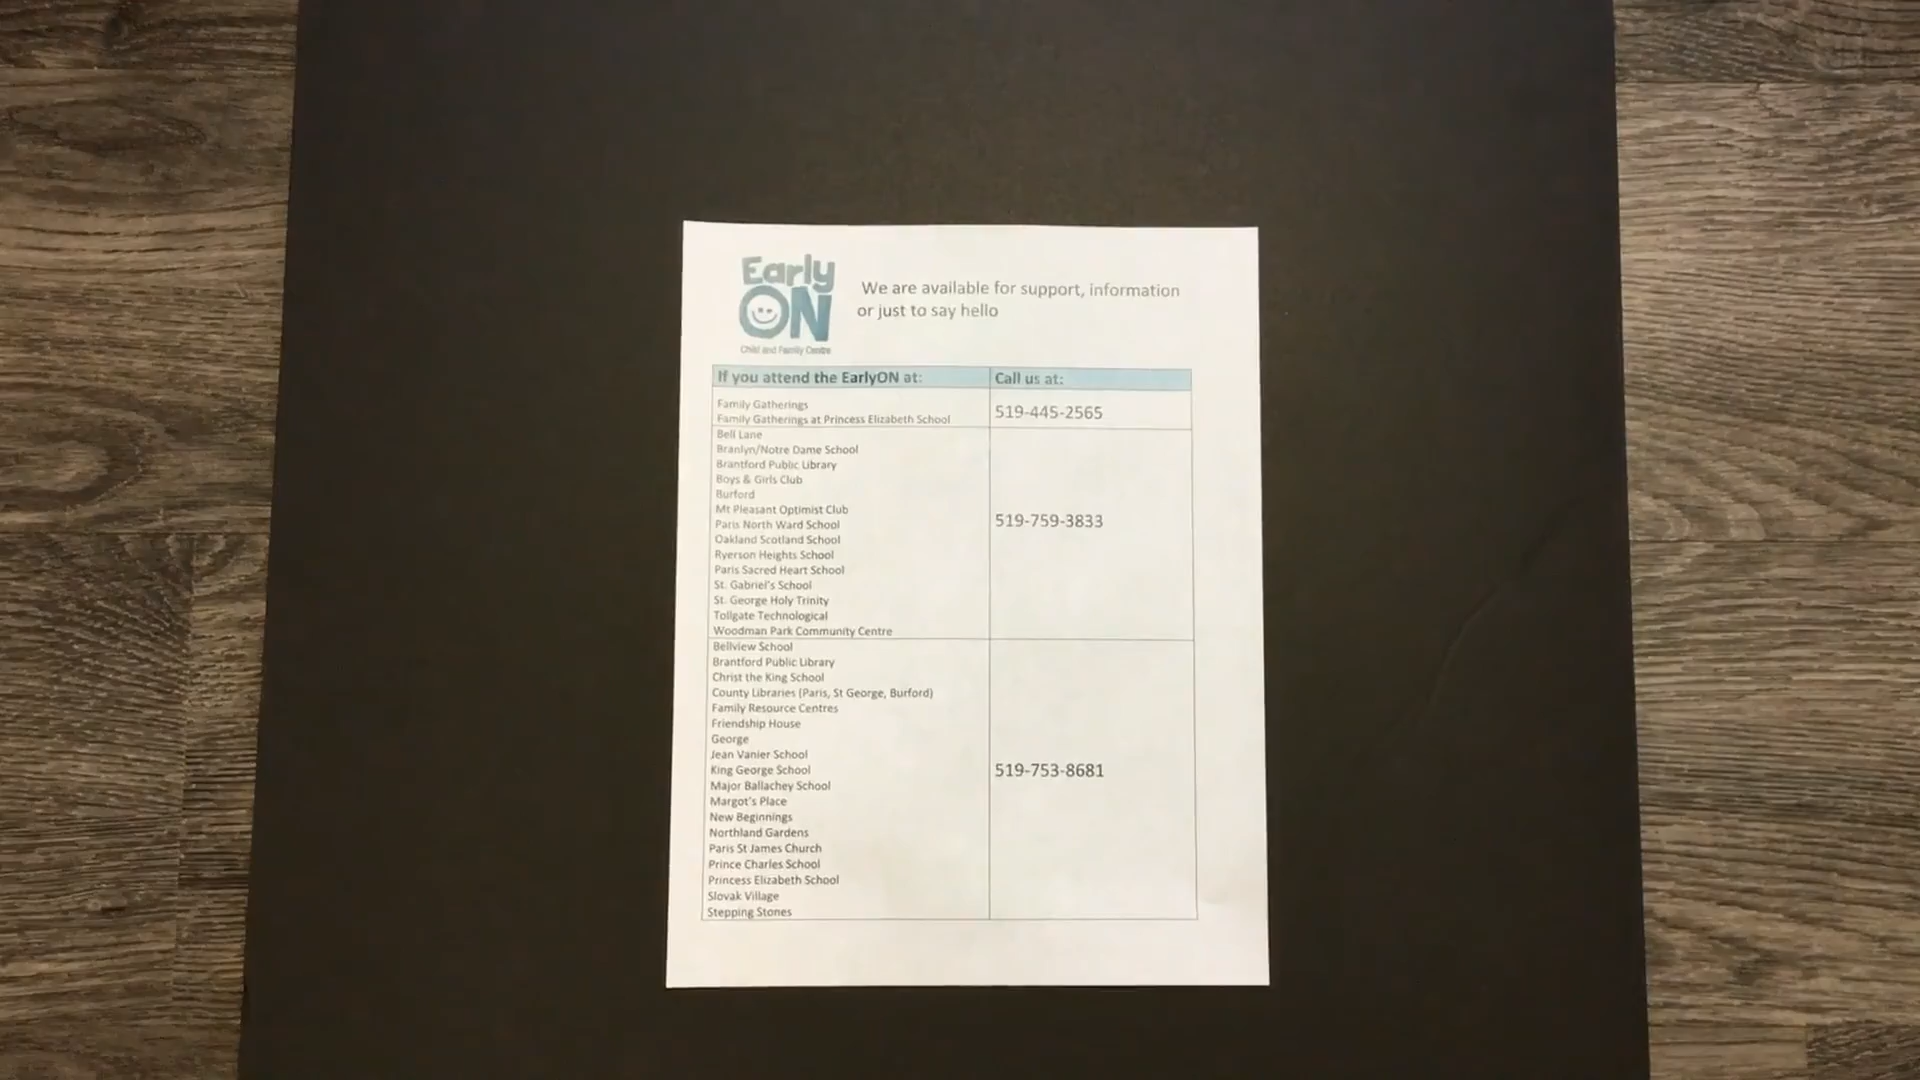 Early
ON
Child and Family Centre
We are available for support, information
or just to say hello
If you attend the EarlyON at:
Call us at:
Family Gatherings
Family Gatherings at Princess Elizabeth School
519-445-2565
Bell Lane
Branlyn/Notre Dame School
Brantford Public Library
Boys & Girls Club
Burford
Mt Pleasant Optimist Club
Paris North Ward School
Oakland Scotland School
Ryerson Heights School
Paris Sacred Heart School
St. Gabriel's School
St. George Holy Trinity
Tollgate Technological
Woodman Park Community Centre
519-759-3833
Bellview School
Brantford Public Library
Christ the King School
County Libraries (Paris, St George, Burford)
Family Resource Centres
Friendship House
George
Jean Vanier School
King George School
Major Ballachey School
Margot's Place
New Beginnings
Northland Gardens
Paris St James Church
Prince Charles School
Princess Elizabeth School
Slovak Village
Stepping Stones
519-753-8681